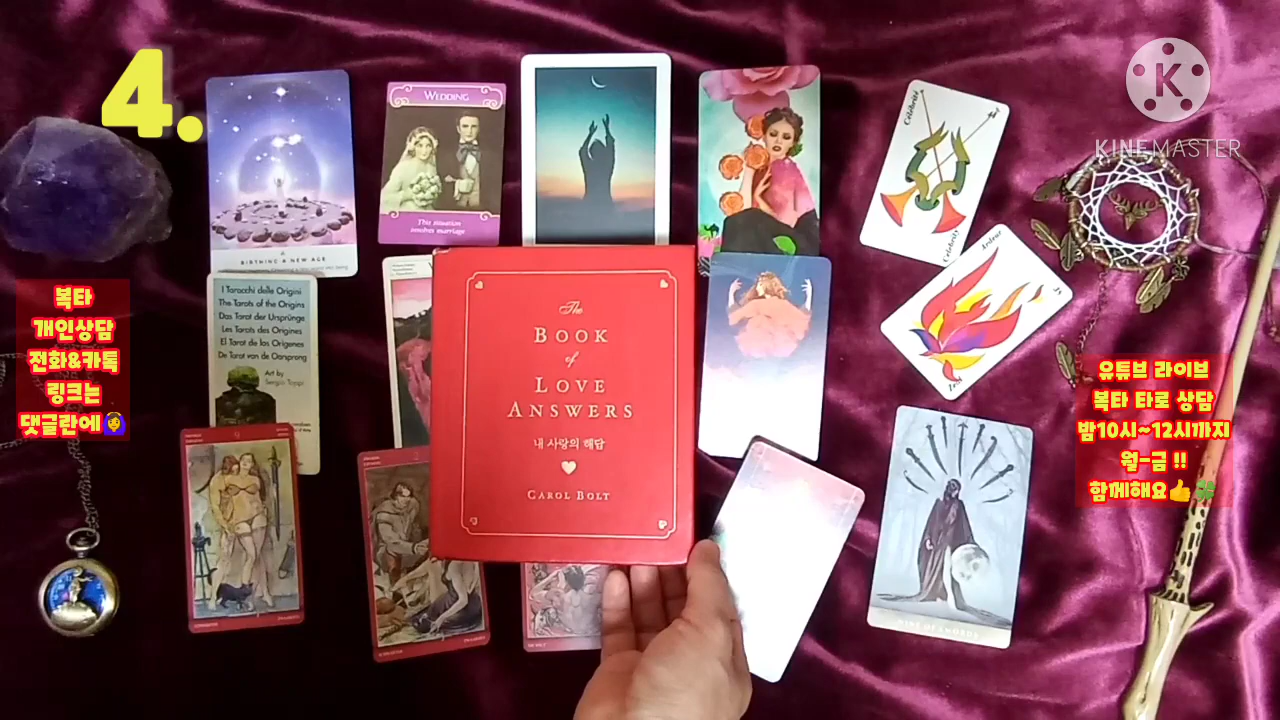 4.
K
KINEMASTER
복타
개인상담
전화&카톡
링크는
댓글란에
유튜브 라이브
복타 타로 상담
밤10시~12시까지
월-금 !!
함께해요
BIRTHING A NEW AGE
WEDDING
This situation
involves marriage
Celebrity
Celebrity
Ardeur
Zeal
I Tarocchi delle Origini
The Tarots of the Origins
Das Tarot der Ursprünge
Les Tarots des Origines
El Tarot de los Orígenes
De Tarot van de Oorsprong
Art by
Sergio Toppi
The
BOOK
of
LOVE
ANSWERS
내 사랑의 해답
CAROL BOLT
NINE OF SWORDS